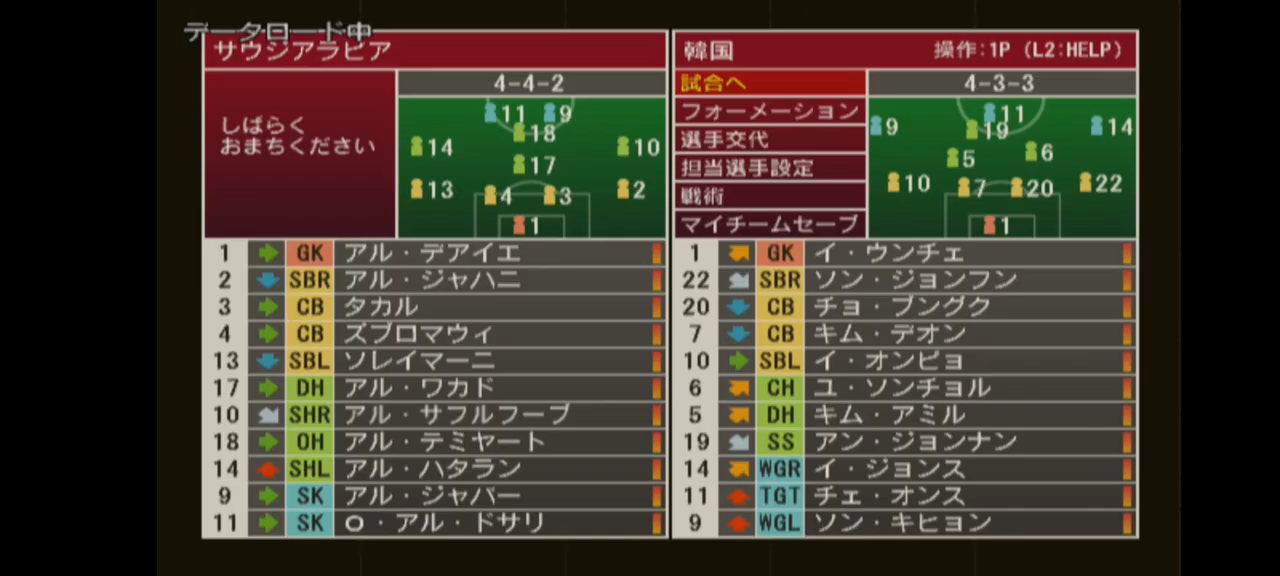 データロード中
サウジアラビア
4-4-2
しばらく
おまちください
11 9
18
14 10
17
13 4 3 2
1
1 GK アル・デアイエ
2 SBR アル・ジャハニ
3 CB タカル
4 CB ズブロマウィ
13 SBL ソレイマーニ
17 DH アル・ワカド
10 SHR アル・サフルフーブ
18 OH アル・テミヤート
14 SHL アル・ハタラン
9 SK アル・ジャバー
11 SK O・アル・ドサリ
韓国 操作:1P (L2:HELP)
試合へ
フォーメーション
選手交代
担当選手設定
戦術
マイチームセーブ
4-3-3
11
9 19 14
5 6
10 7 20 22
1
1 GK イ・ウンチェ
22 SBR ソン・ジョンフン
20 CB チョ・ブングク
7 CB キム・デオン
10 SBL イ・オンピョ
6 CH ユ・ソンチョル
5 DH キム・アミル
19 SS アン・ジョンナン
14 WGR イ・ジョンス
11 TGT チェ・オンス
9 WGL ソン・キヒョン